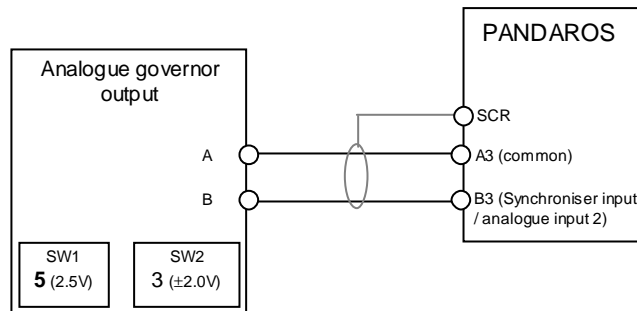 PANDAROS
Analogue governor
output
SCR
A
A3 (common)
B
B3 (Synchroniser input
/ analogue input 2)
SW1
5 (2.5V)
SW2
3 (±2.0V)